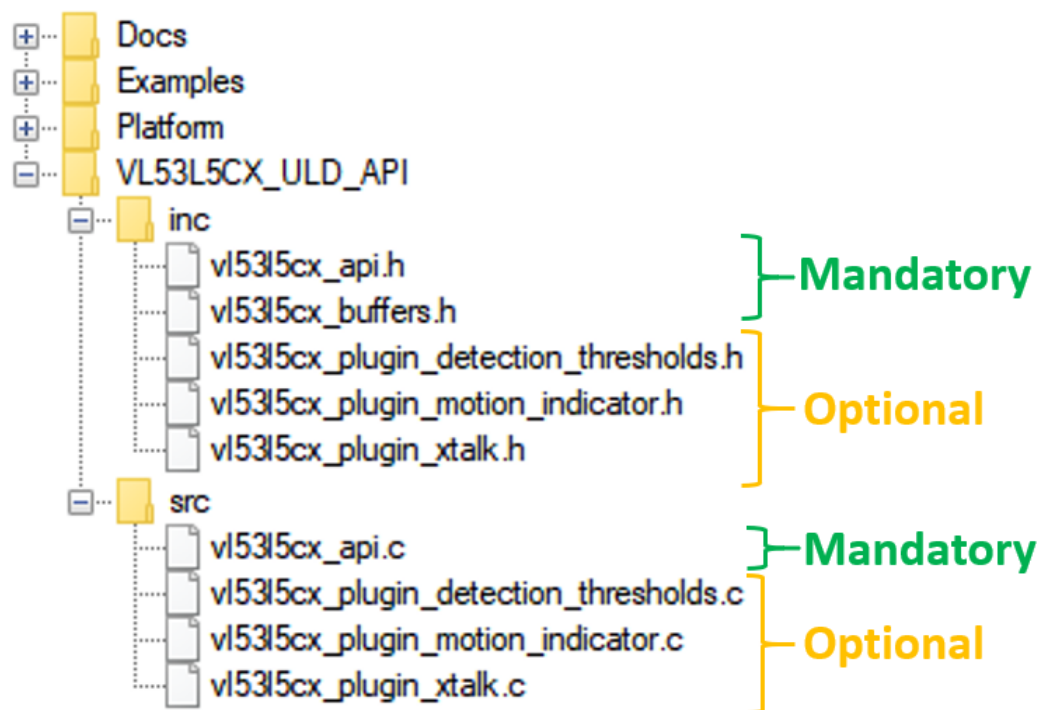 Docs
Examples
Platform
VL53L5CX_ULD_API
inc
vl53l5cx_api.h
Mandatory
vl53l5cx_buffers.h
vl53l5cx_plugin_detection_thresholds.h
vl53l5cx_plugin_motion_indicator.h
Optional
vl53l5cx_plugin_xtalk.h
src
vl53l5cx_api.c
Mandatory
vl53l5cx_plugin_detection_thresholds.c
vl53l5cx_plugin_motion_indicator.c
Optional
vl53l5cx_plugin_xtalk.c